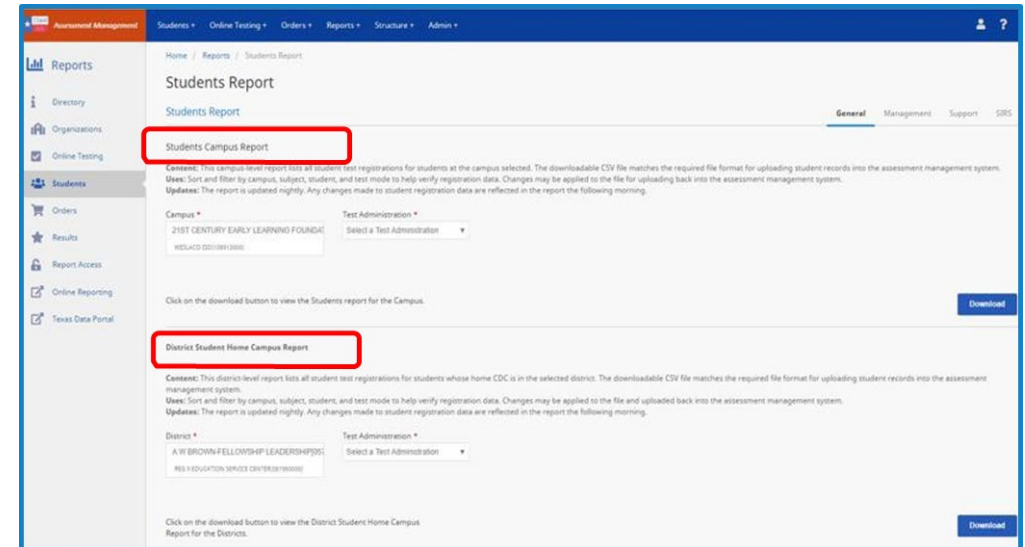 Assessment Management Students + Online Testing + Orders + Reports + Structure + Admin +
Reports
Directory
Organizations
Online Testing
Students
Orders
Results
Report Access
Online Reporting
Texas Data Portal
Home / Reports / Students Report
Students Report
Students Report
General Management Support SIRS
Students Campus Report
Content: This campus-level report lists all student test registrations for students at the campus selected. The downloadable CSV file matches the required file format for uploading student records into the assessment management system.
Uses: Sort and filter by campus, subject, student, and test mode to help verify registration data. Changes may be applied to the file for uploading back into the assessment management system.
Updates: The report is updated nightly. Any changes made to student registration data are reflected in the report the following morning.
Campus * Test Administration *
21ST CENTURY EARLY LEARNING FOUNDAT Select a Test Administration
WESLACO
Click on the download button to view the Students report for the Campus.
Download
District Student Home Campus Report
Content: This district-level report lists all student test registrations for students whose home CDC is in the selected district. The downloadable CSV file matches the required file format for uploading student records into the assessment
management system.
Uses: Sort and filter by campus, subject, student, and test mode to help verify registration data. Changes may be applied to the file and uploaded back into the assessment management system.
Updates: The report is updated nightly. Any changes made to student registration data are reflected in the report the following morning.
District * Test Administration *
A W BROWN-FELLOWSHIP LEADERSHIP(057 Select a Test Administration
EDUCATION SERVICE CENTER
Click on the download button to view the District Student Home Campus
Report for the Districts.
Download